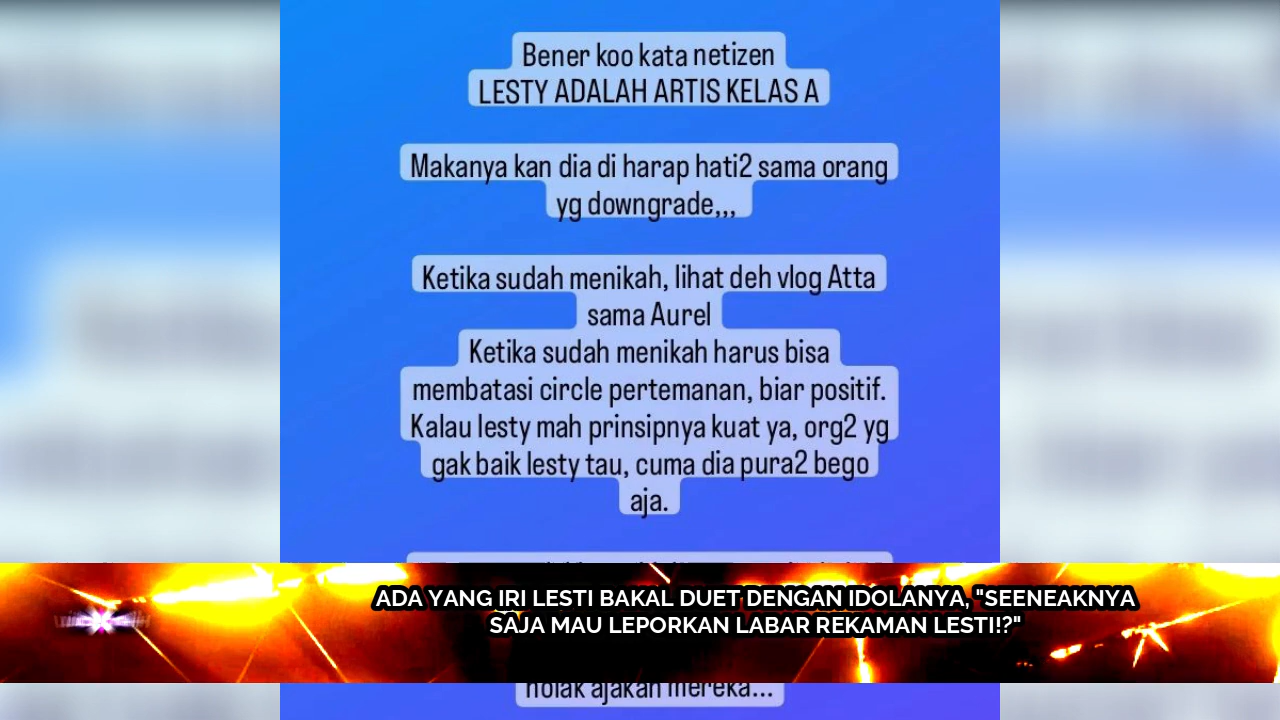 Bener koo kata netizen
LESTY ADALAH ARTIS KELAS A
Makanya kan dia di harap hati2 sama orang
yg downgrade,,,
Ketika sudah menikah, lihat deh vlog Atta
sama Aurel
Ketika sudah menikah harus bisa
membatasi circle pertemanan, biar positif.
Kalau lesty mah prinsipnya kuat ya, org2 yg
gak baik lesty tau, cuma dia pura2 bego
aja.
ADA YANG IRI LESTI BAKAL DUET DENGAN IDOLANYA, "SEENEAKNYA
SAJA MAU LEPORKAN LABAR REKAMAN LESTI!?"
nolak ajakan mereka...